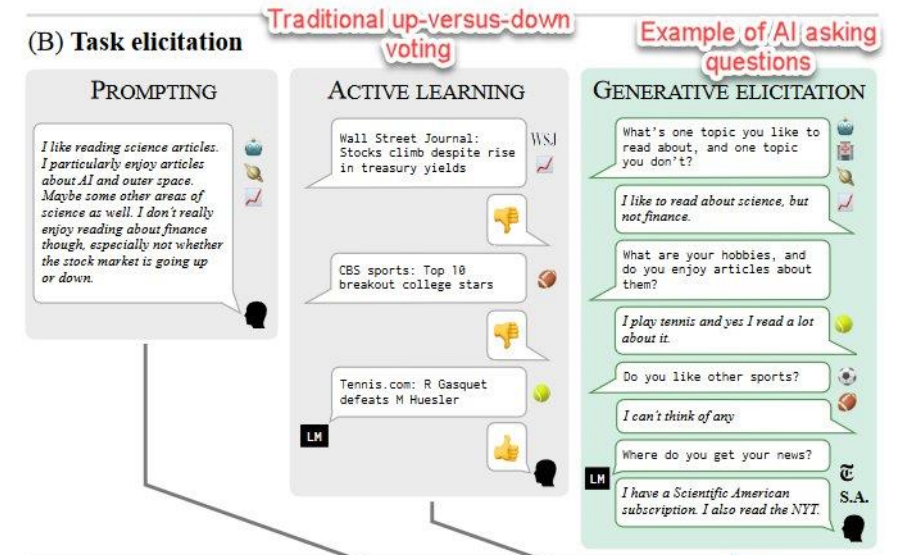 Traditional up-versus-down
voting
(B) Task elicitation
Example of AI asking
questions
PROMPTING
I like reading science articles.
I particularly enjoy articles
about AI and outer space.
Maybe some other areas of
science as well. I don't really
enjoy reading about finance
though, especially not whether
the stock market is going up
or down.
ACTIVE LEARNING
Wall Street Journal:
Stocks climb despite rise
in treasury yields
WSJ
CBS sports: Top 10
breakout college stars
Tennis.com: R Gasquet
defeats M Huesler
LM
GENERATIVE ELICITATION
What's one topic you like to
read about, and one topic
you don't?
I like to read about science, but
not finance.
What are your hobbies, and
do you enjoy articles about
them?
I play tennis and yes I read a lot
about it.
Do you like other sports?
I can't think of any
Where do you get your news?
LM
T
S.A.
I have a Scientific American
subscription. I also read the NYT.